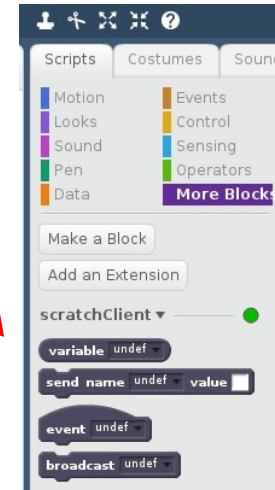 Scripts Costumes Soun
Motion Events
Looks Control
Sound Sensing
Pen Operators
Data More Blocks
Make a Block
Add an Extension
scratchClient
variable undef
send name undef value
event undef
broadcast undef